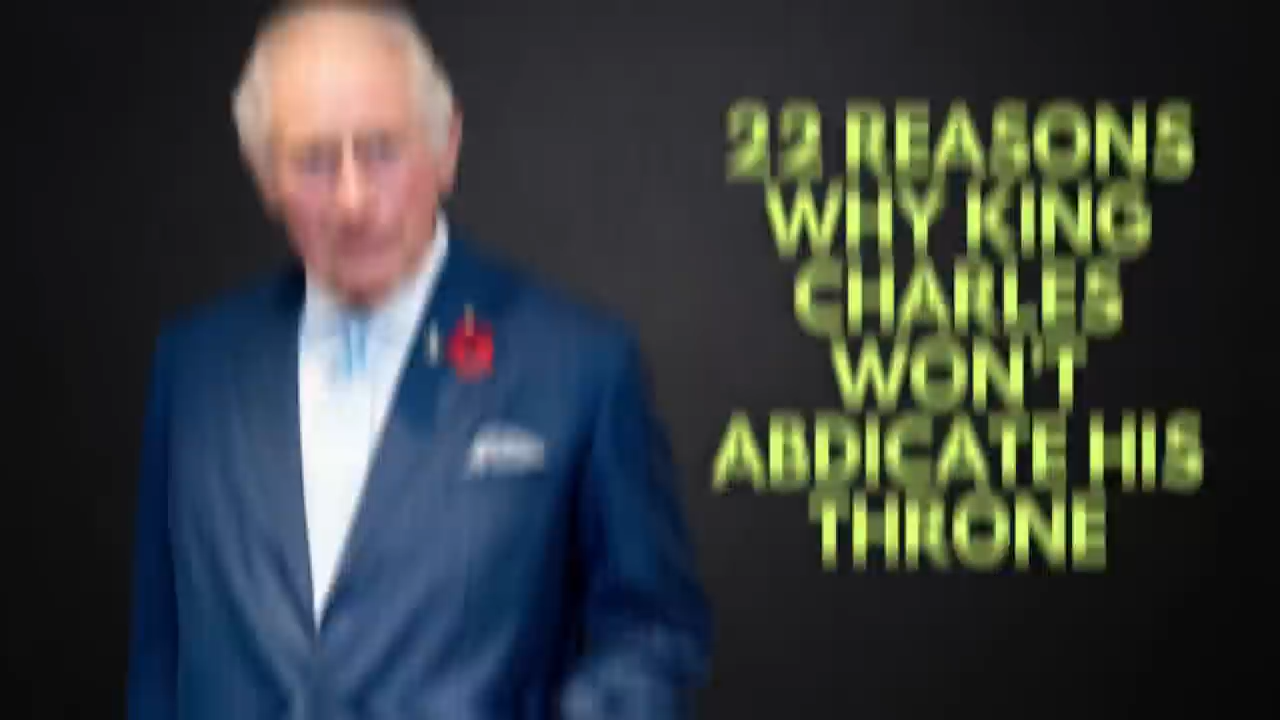 22 REASONS
WHY KING
CHARLES
WON'T
ABDICATE HIS
THRONE